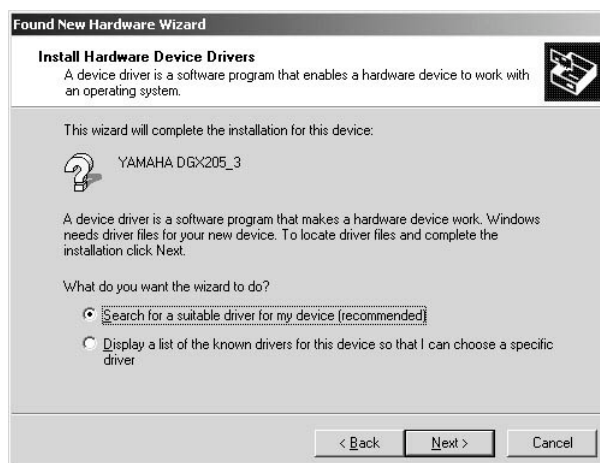 Found New Hardware Wizard
Install Hardware Device Drivers
A device driver is a software program that enables a hardware device to work with
an operating system.
This wizard will complete the installation for this device:
YAMAHA DGX205_3
A device driver is a software program that makes a hardware device work. Windows
needs driver files for your new device. To locate driver files and complete the
installation click Next.
What do you want the wizard to do?
Search for a suitable driver for my device (recommended)
Display a list of the known drivers for this device so that I can choose a specific
driver
< Back
Next >
Cancel